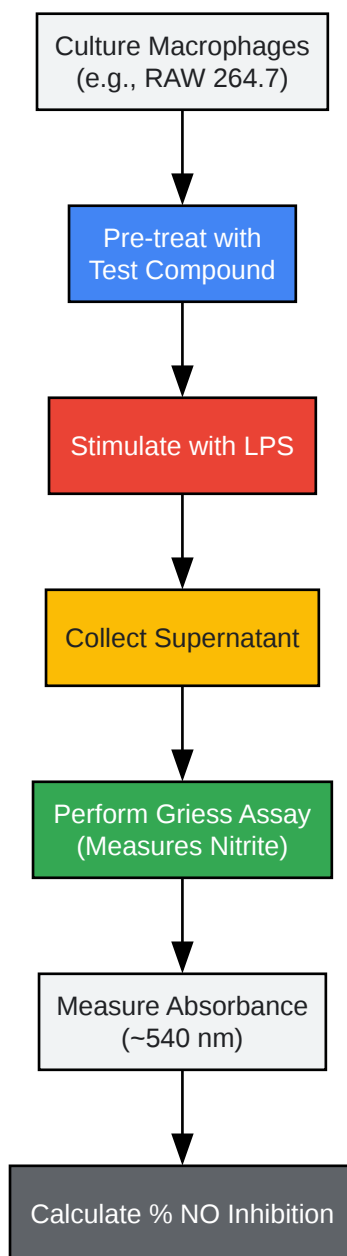 Culture Macrophages
(e.g., RAW 264.7)
Pre-treat with
Test Compound
Stimulate with LPS
Collect Supernatant
Perform Griess Assay
(Measures Nitrite)
Measure Absorbance
(~540 nm)
Calculate % NO Inhibition